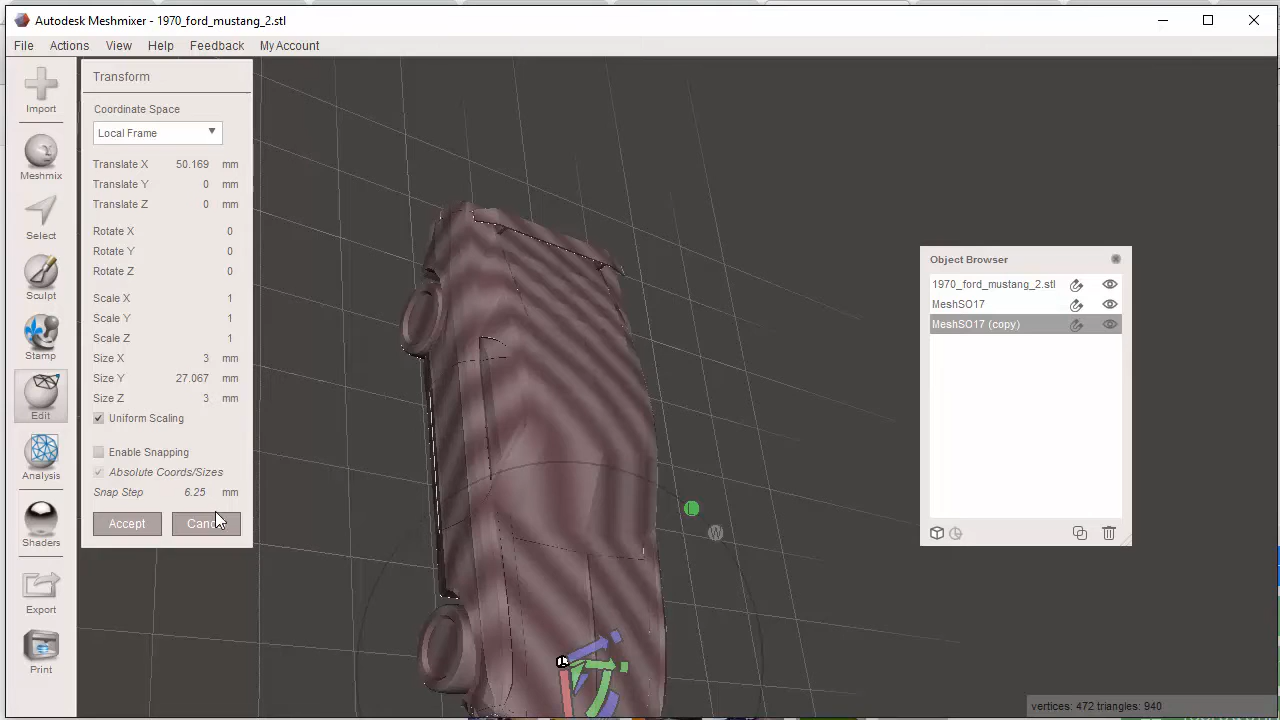 Autodesk Meshmixer - 1970_ford_mustang_2.stl
File Actions View Help Feedback My Account
Import
Meshmix
Select
Sculpt
Stamp
Edit
Analysis
Shaders
Export
Print
Transform
Coordinate Space
Local Frame
Translate X 50.169 mm
Translate Y 0 mm
Translate Z 0 mm
Rotate X 0
Rotate Y 0
Rotate Z 0
Scale X 1
Scale Y 1
Scale Z 1
Size X 3 mm
Size Y 27.067 mm
Size Z 3 mm
Uniform Scaling
Enable Snapping
Absolute Coords/Sizes
Snap Step 6.25 mm
Accept
L
W
Object Browser
1970_ford_mustang_2.stl
MeshSO17
MeshSO17 (copy)
vertices: 472 triangles: 940